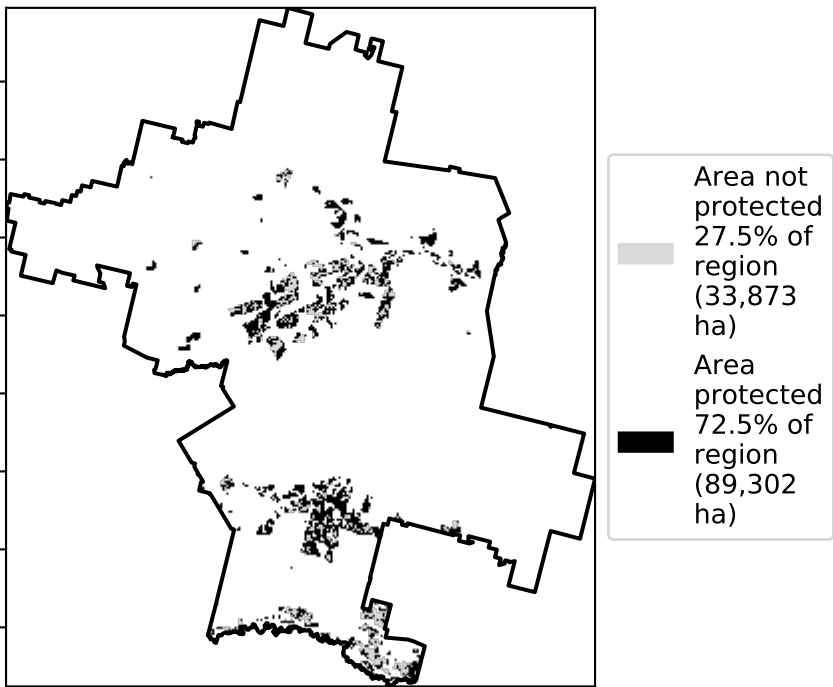 Area not
protected
27.5% of
region
(33,873
ha)
Area
protected
72.5% of
region
(89,302
ha)